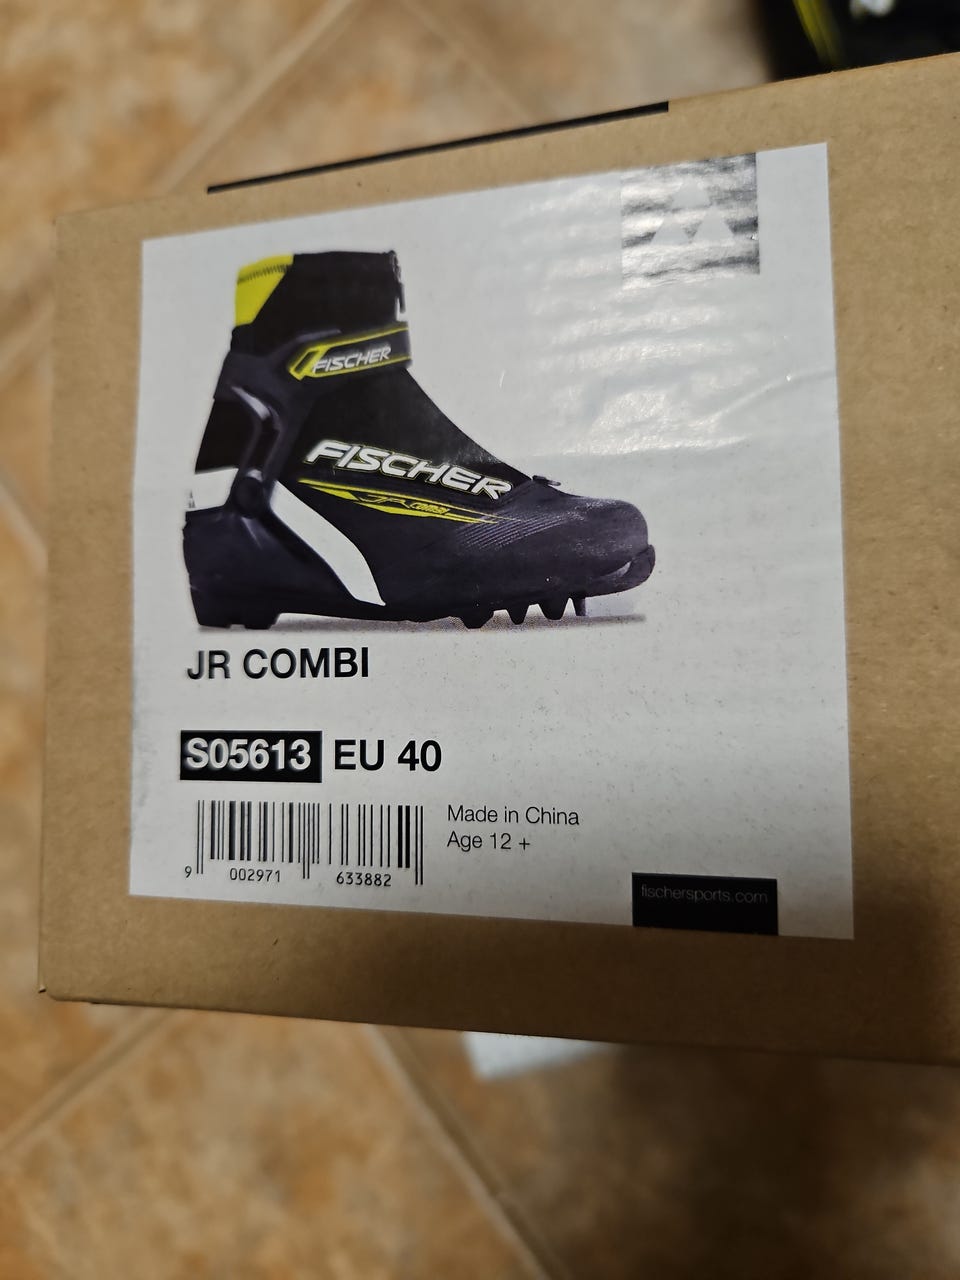 FISCHER
FISCHER
JR COMBI
JR COMBI
S05613 EU 40
Made in China
Age 12 +
9 002971 633882
fischersports.com